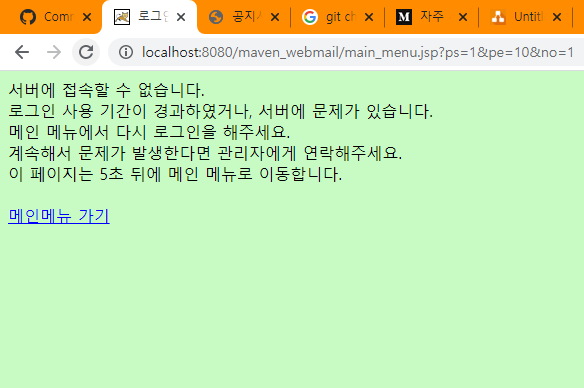 Comm
로그인
공지사
git ch
자주
Untitl
localhost:8080/maven_webmail/main_menu.jsp?ps=1&pe=10&no=1
서버에 접속할 수 없습니다.
로그인 사용 기간이 경과하였거나, 서버에 문제가 있습니다.
메인 메뉴에서 다시 로그인을 해주세요.
계속해서 문제가 발생한다면 관리자에게 연락해주세요.
이 페이지는 5초 뒤에 메인 메뉴로 이동합니다.
메인메뉴 가기